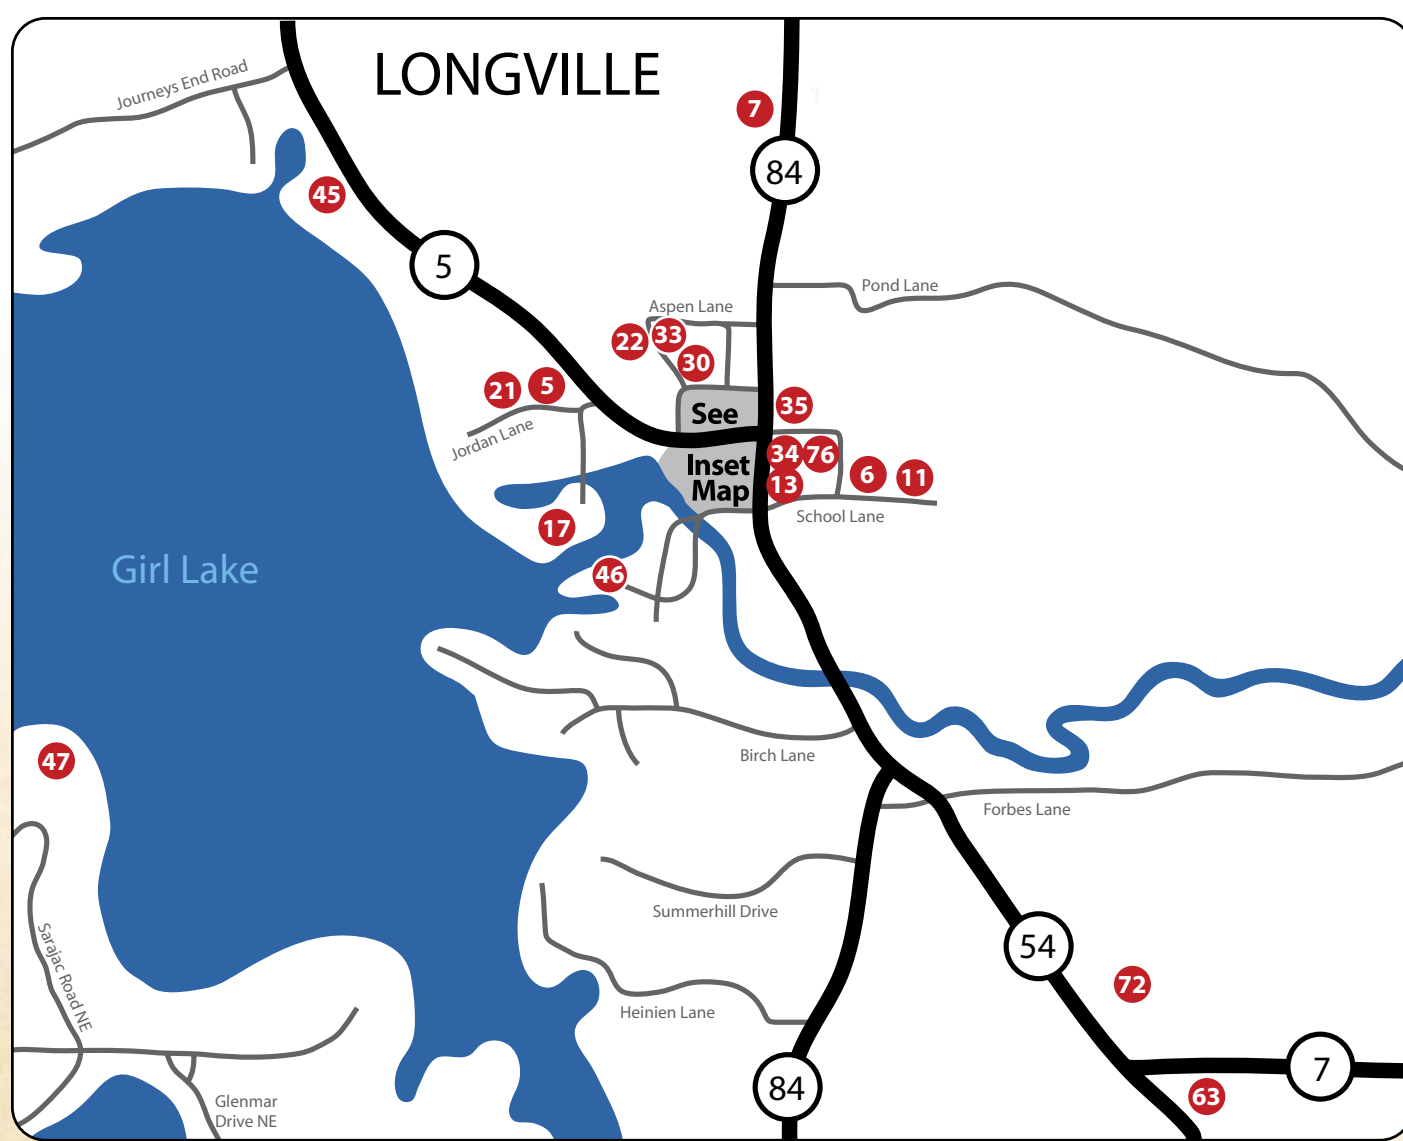 LONGVILLE
Journeys End Road
7
1
84
45
5
Pond Lane
Aspen Lane
22
33
30
21
5
35
See
Jordan Lane
Inset
Map
34
76
13
6
11
School Lane
17
46
Girl Lake
47
Birch Lane
Forbes Lane
Summerhill Drive
Sarajac Road NE
54
72
Heinien Lane
84
7
63
Glenmar
Drive NE